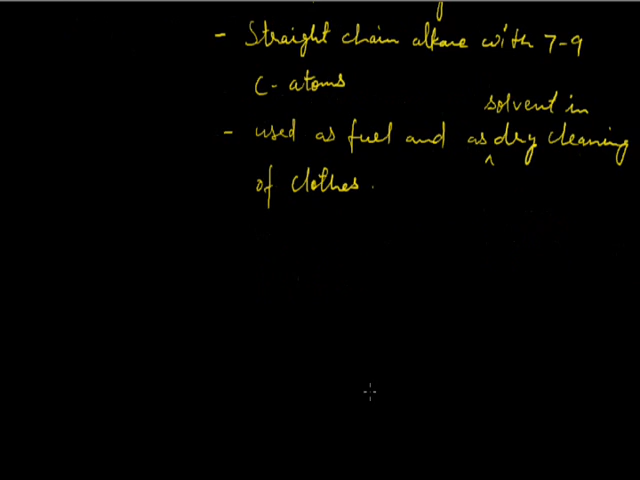 - Straight chain alkane with 7-9
C-atoms
solvent in
- used as fuel and as ^ dry cleaning
of clothes.